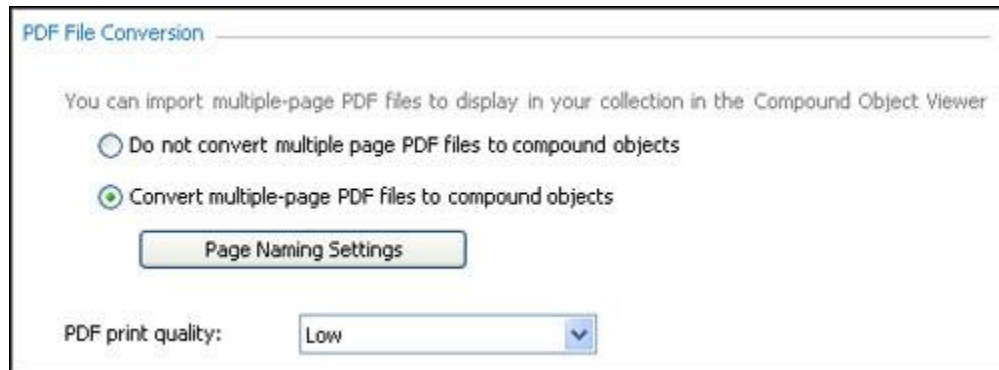 PDF File Conversion
You can import multiple-page PDF files to display in your collection in the Compound Object Viewer
Do not convert multiple page PDF files to compound objects
Convert multiple-page PDF files to compound objects
Page Naming Settings
PDF print quality: Low